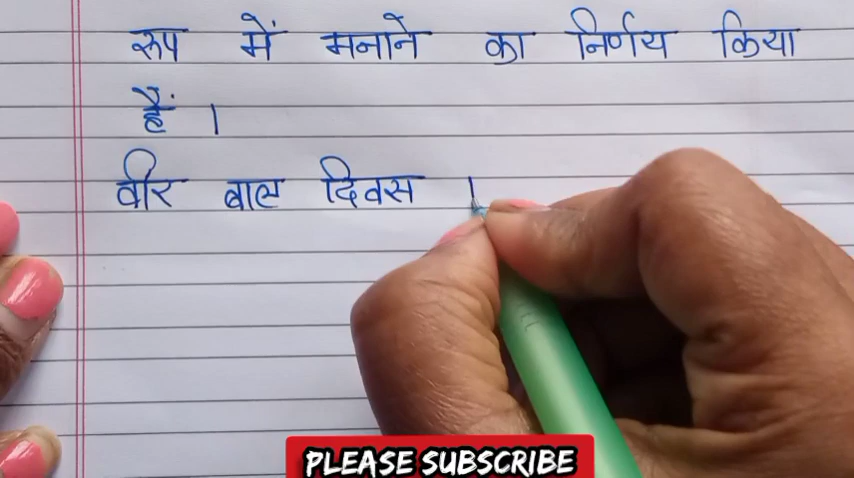 रूप में मनाने का निर्णय किया
हैं ।
वीर बाल दिवस
PLEASE SUBSCRIBE